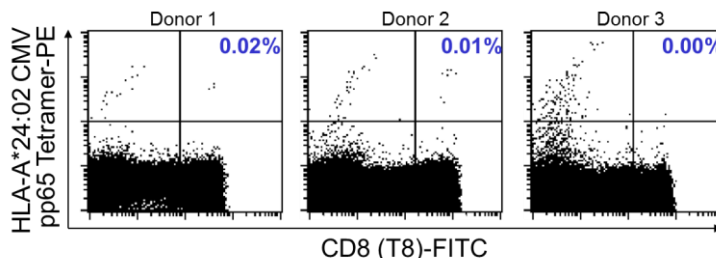 Donor 1
Donor 2
Donor 3
0.02%
0.01%
0.00%
HLA-A*24:02 CMV
pp65 Tetramer-PE
CD8 (T8)-FITC